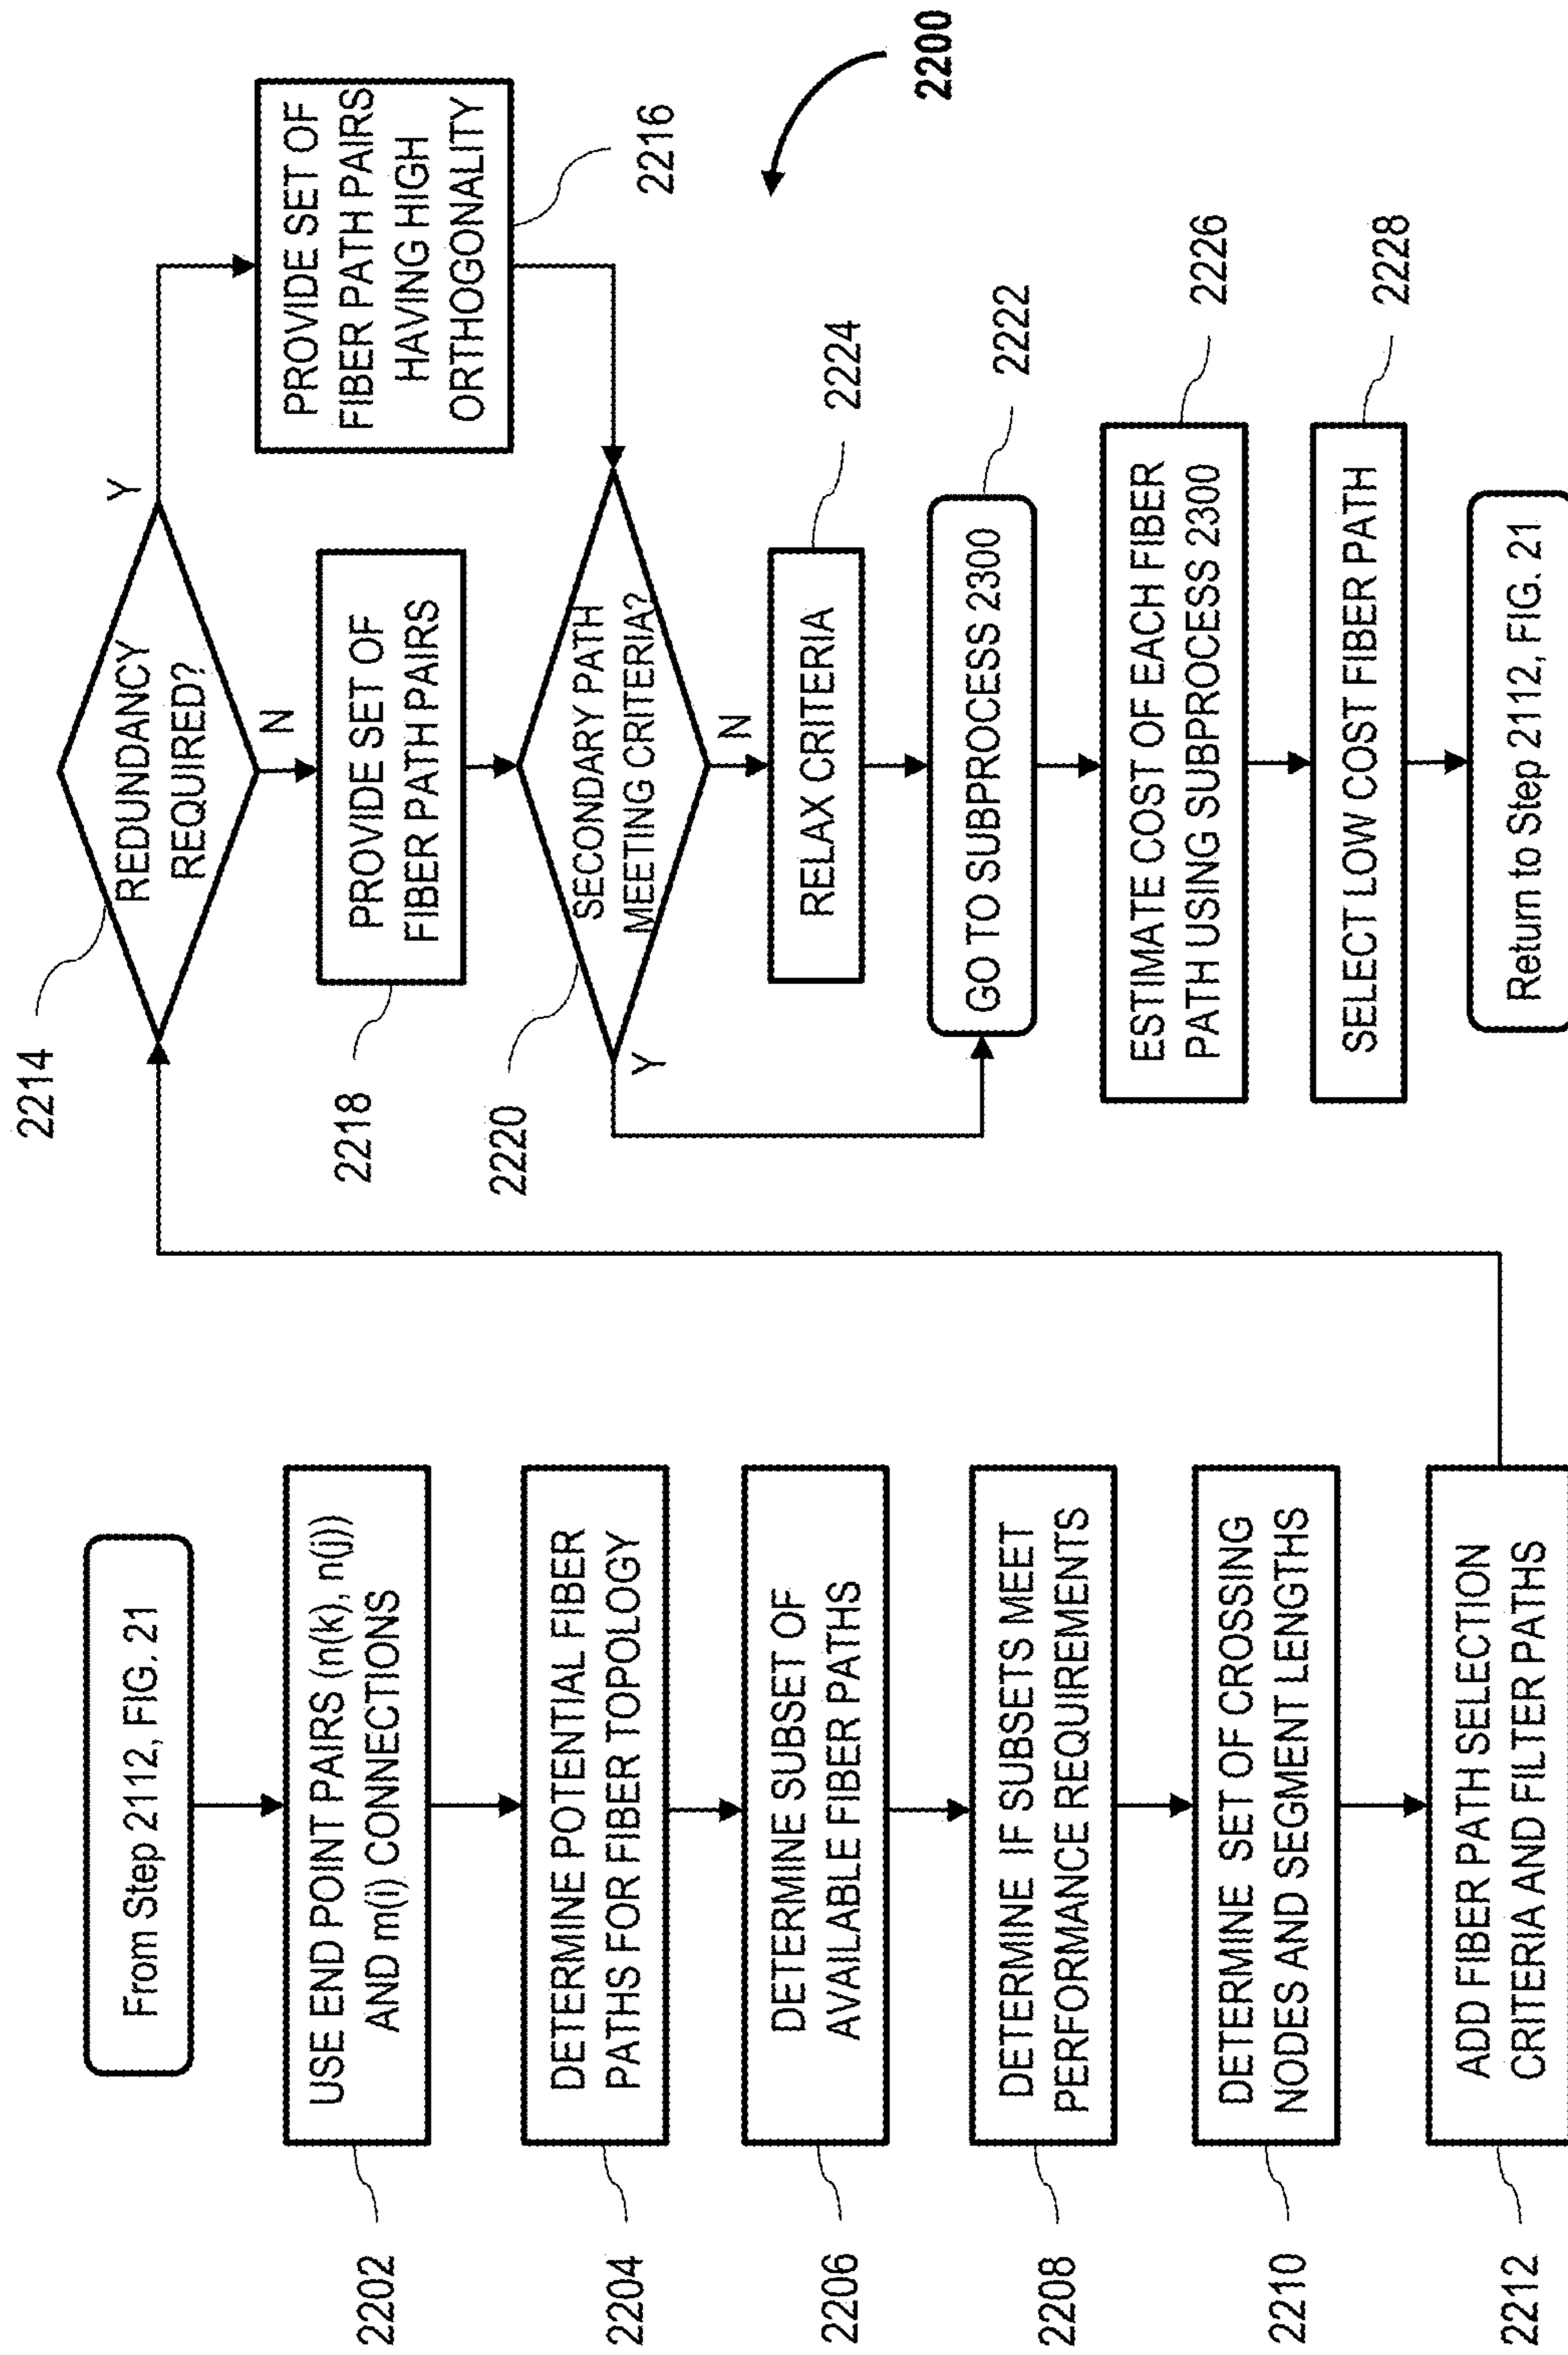 From Step 2112, FIG. 21
2202
USE END POINT PAIRS (n(k), n(j))
AND m(i) CONNECTIONS
2204
DETERMINE POTENTIAL FIBER
PATHS FOR FIBER TOPOLOGY
2206
DETERMINE SUBSET OF
AVAILABLE FIBER PATHS
2208
DETERMINE IF SUBSETS MEET
PERFORMANCE REQUIREMENTS
2210
DETERMINE SET OF CROSSING
NODES AND SEGMENT LENGTHS
2212
ADD FIBER PATH SELECTION
CRITERIA AND FILTER PATHS
2214
REDUNDANCY
REQUIRED?
Y
N
PROVIDE SET OF
FIBER PATH PAIRS
HAVING HIGH
ORTHOGONALITY
2216
2218
PROVIDE SET OF
FIBER PATH PAIRS
2220
SECONDARY PATH
MEETING CRITERIA?
Y
N
RELAX CRITERIA
2224
GO TO SUBPROCESS 2300
2222
ESTIMATE COST OF EACH FIBER
PATH USING SUBPROCESS 2300
2226
SELECT LOW COST FIBER PATH
2228
Return to Step 2112, FIG. 21
2200